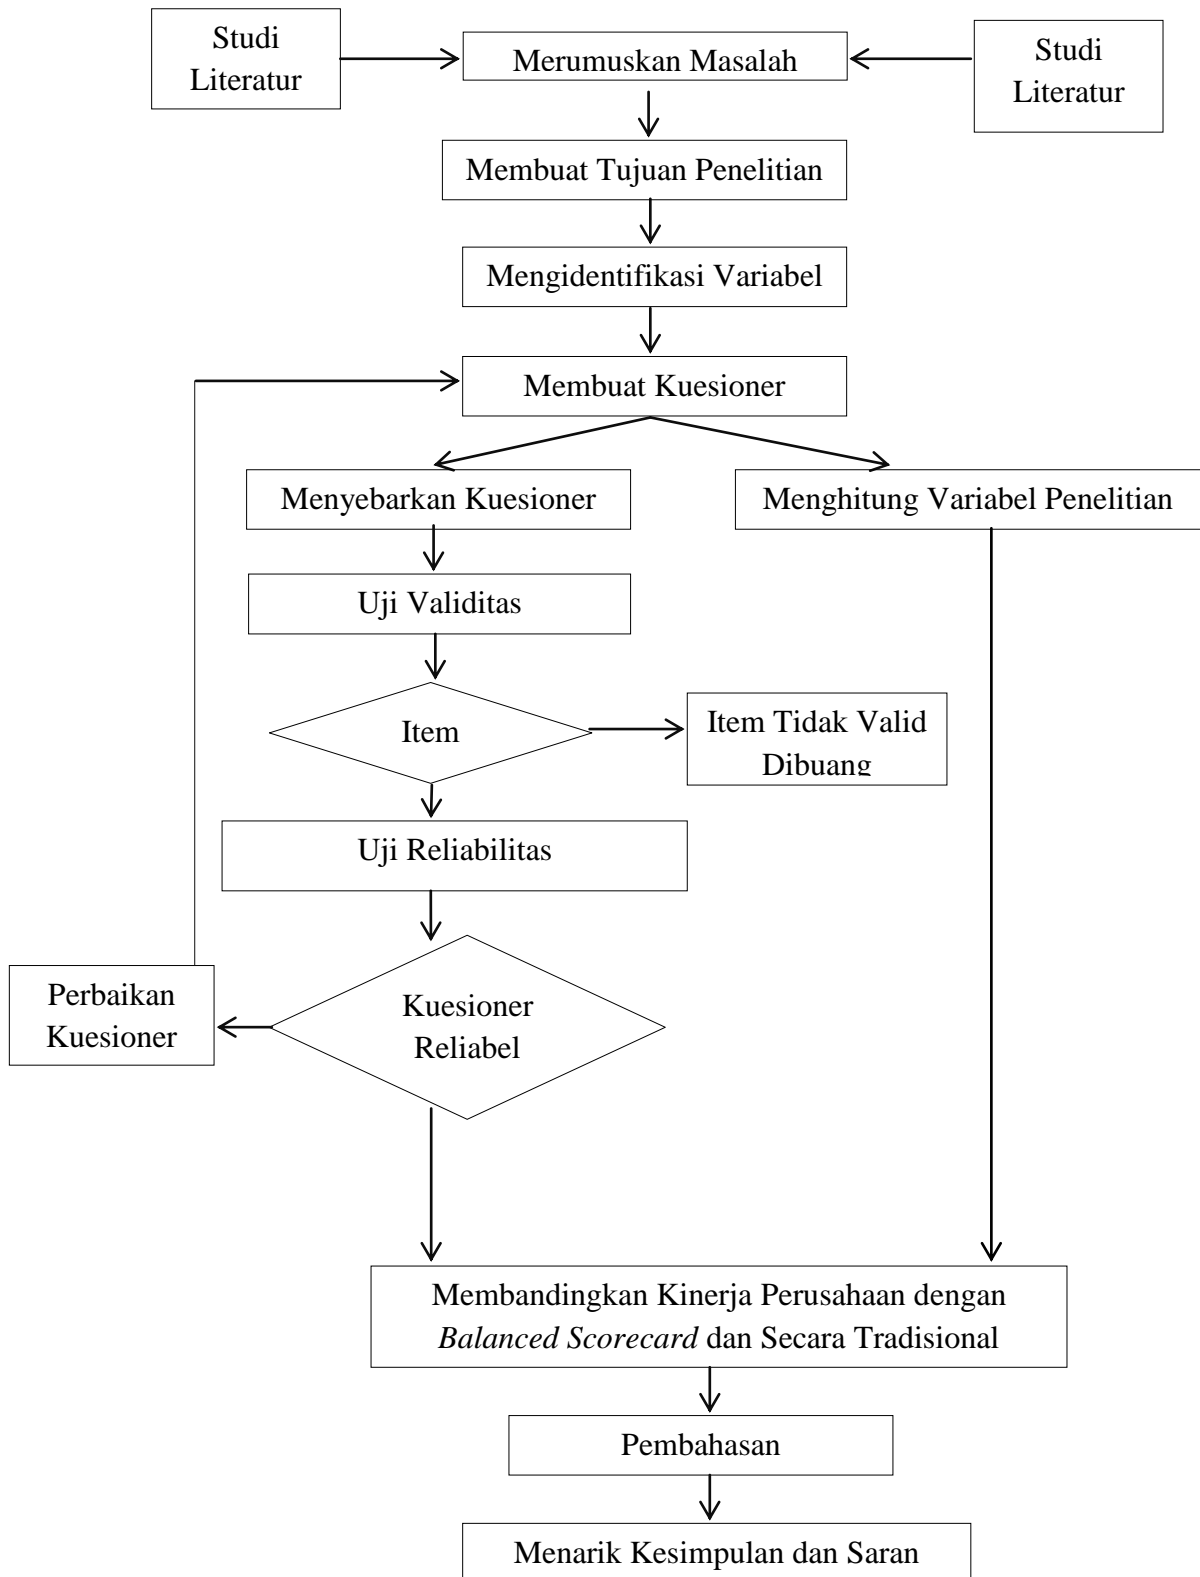 Studi
Literatur
Merumuskan Masalah
Studi
Literatur
Membuat Tujuan Penelitian
Mengidentifikasi Variabel
Membuat Kuesioner
Menyebarkan Kuesioner
Menghitung Variabel Penelitian
Uji Validitas
Item
Item Tidak Valid
Dibuang
Uji Reliabilitas
Perbaikan
Kuesioner
Kuesioner
Reliabel
Membandingkan Kinerja Perusahaan dengan
Balanced Scorecard dan Secara Tradisional
Pembahasan
Menarik Kesimpulan dan Saran